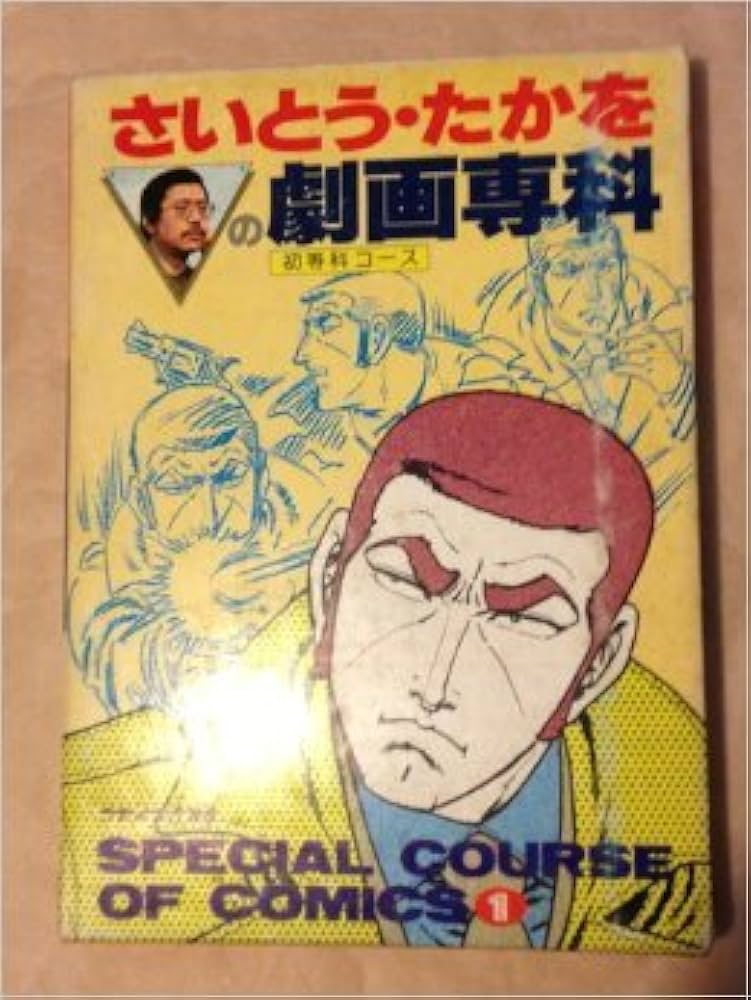 さいとう・たかを
の劇画専科
初等科コース
SPECIAL COURSE
OF COMICS 1